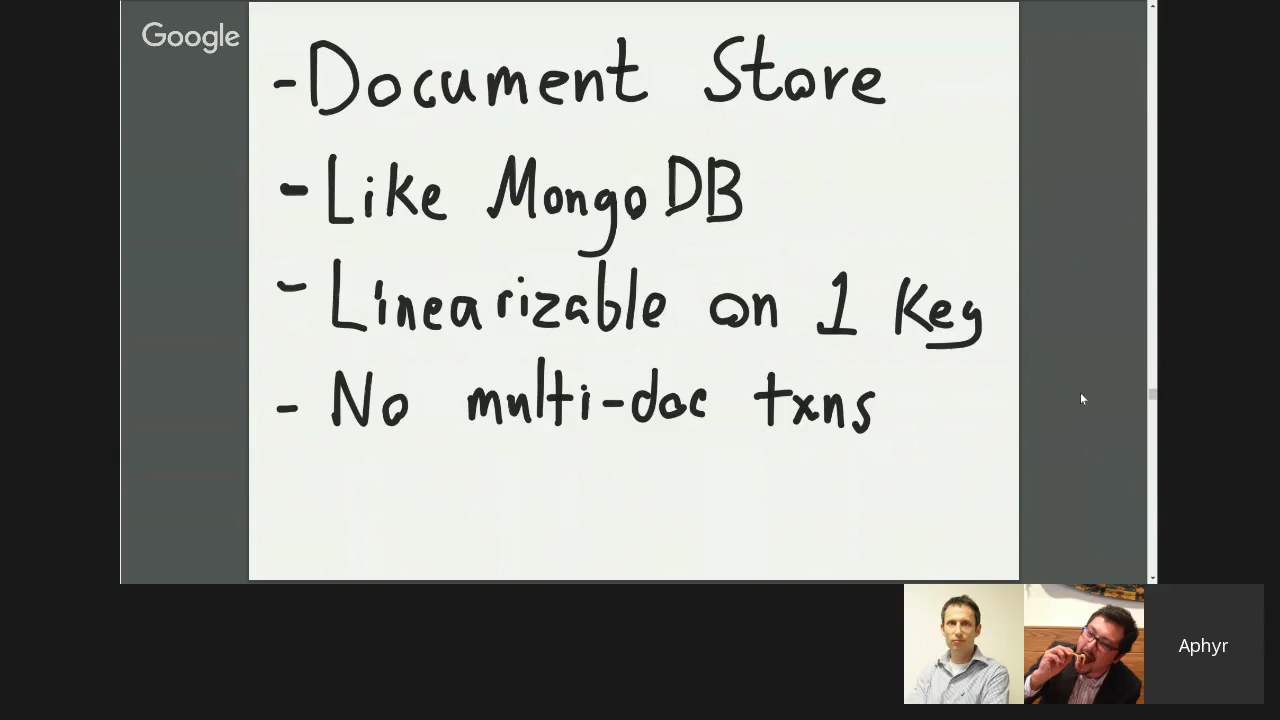 Google
- Document Store
- Like MongoDB
- Linearizable on 1 Key
- No multi-doc txns
Aphyr